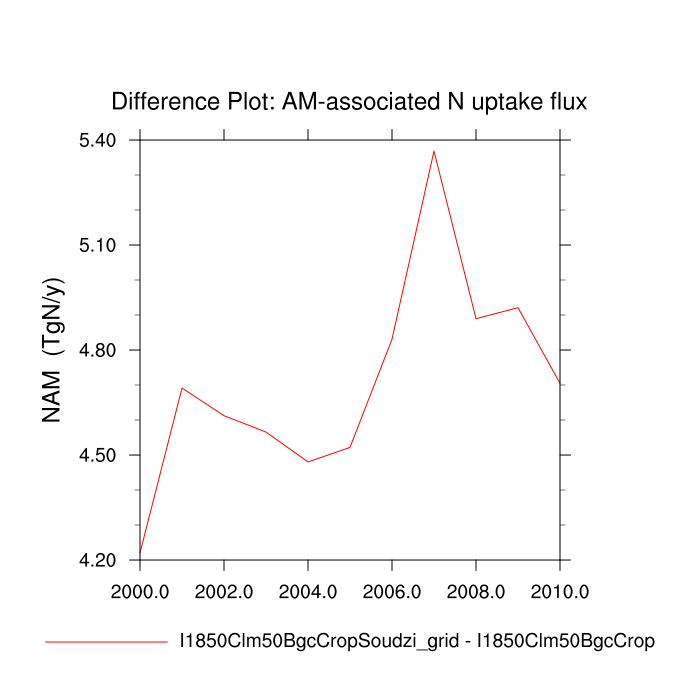 Difference Plot: AM-associated N uptake flux
5.40
5.10
4.80
4.50
4.20
NAM (TgN/y)
2000.0 2002.0 2004.0 2006.0 2008.0 2010.0
I1850Clm50BgcCropSoudzi_grid - I1850Clm50BgcCrop